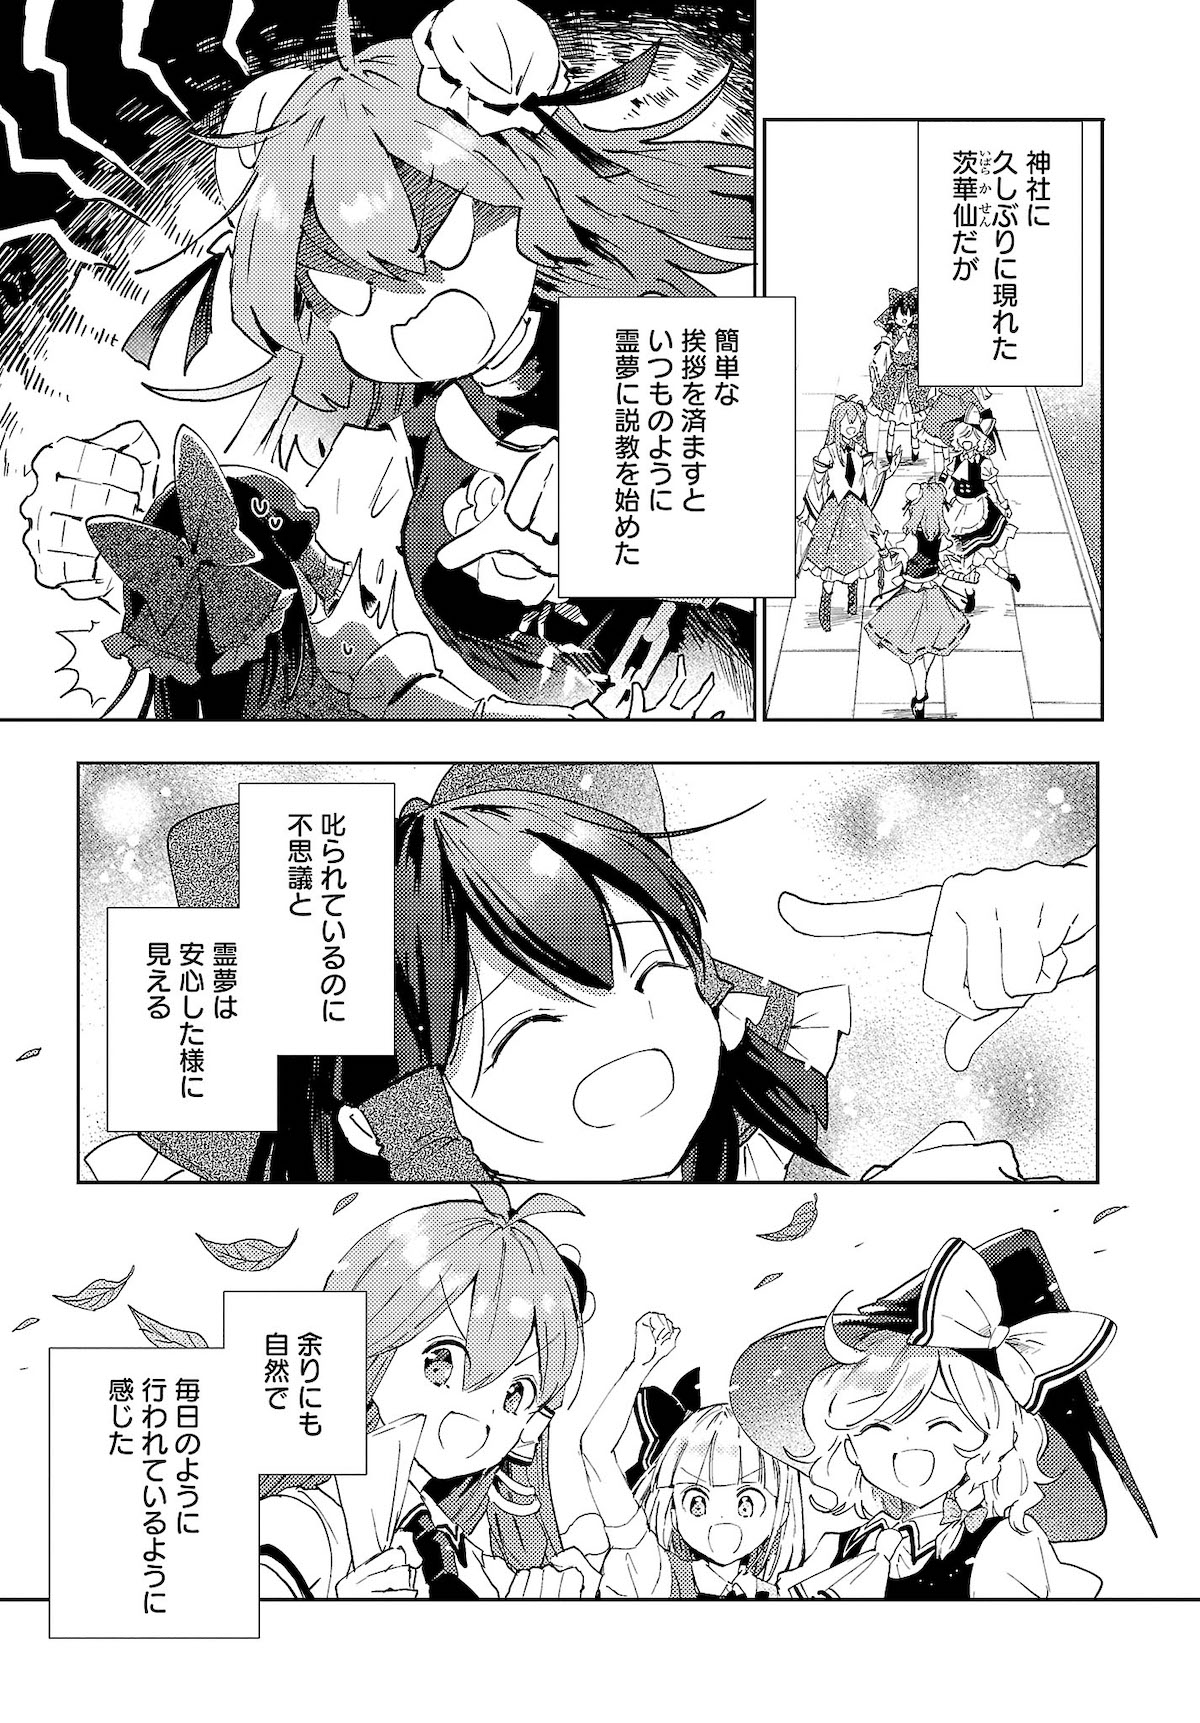 神社に
久しぶりに現れた
茨華仙だが
いばらかせん
簡単な
挨拶を済ますと
いつものように
霊夢に説教を始めた
叱られているのに
不思議と
霊夢は
安心した様に
見える
余りにも
自然で
毎日のように
行われているように
感じた